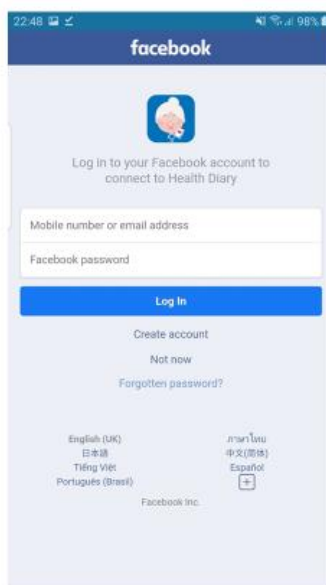 22:48 98%
facebook
Log in to your Facebook account to
connect to Health Diary
Mobile number or email address
Facebook password
Log In
Create account
Not now
Forgotten password?
English (UK) ภาษาไทย
日本語 中文(简体)
Tiếng Việt Español
Português (Brasil)
Facebook Inc.